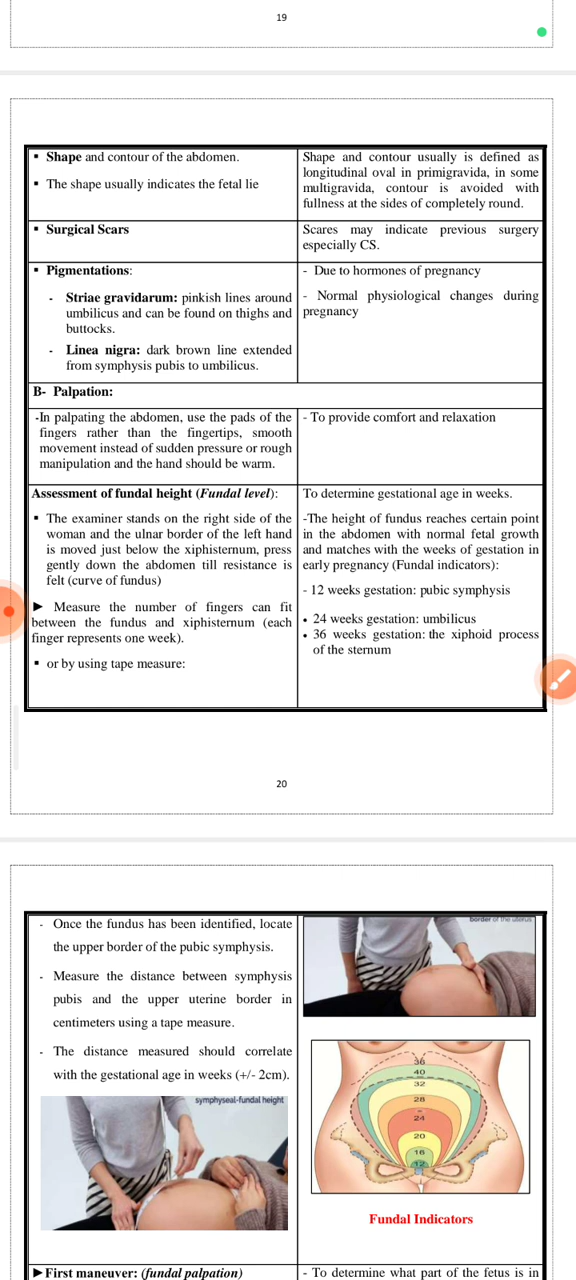 19
▪ Shape and contour of the abdomen.
▪ The shape usually indicates the fetal lie
Shape and contour usually is defined as
longitudinal oval in primigravida, in some
multigravida, contour is avoided with
fullness at the sides of completely round.
▪ Surgical Scars
Scares may indicate previous surgery
especially CS.
▪ Pigmentations:
- Striae gravidarum: pinkish lines around
umbilicus and can be found on thighs and
buttocks.
- Linea nigra: dark brown line extended
from symphysis pubis to umbilicus.
- Due to hormones of pregnancy
- Normal physiological changes during
pregnancy
B- Palpation:
-In palpating the abdomen, use the pads of the
fingers rather than the fingertips, smooth
movement instead of sudden pressure or rough
manipulation and the hand should be warm.
- To provide comfort and relaxation
Assessment of fundal height (Fundal level):
▪ The examiner stands on the right side of the
woman and the ulnar border of the left hand
is moved just below the xiphisternum, press
gently down the abdomen till resistance is
felt (curve of fundus)
► Measure the number of fingers can fit
between the fundus and xiphisternum (each
finger represents one week).
▪ or by using tape measure:
To determine gestational age in weeks.
-The height of fundus reaches certain point
in the abdomen with normal fetal growth
and matches with the weeks of gestation in
early pregnancy (Fundal indicators):
- 12 weeks gestation: pubic symphysis
• 24 weeks gestation: umbilicus
• 36 weeks gestation: the xiphoid process
of the sternum
20
- Once the fundus has been identified, locate
the upper border of the pubic symphysis.
- Measure the distance between symphysis
pubis and the upper uterine border in
centimeters using a tape measure.
- The distance measured should correlate
with the gestational age in weeks (+/- 2cm).
symphyseal-fundal height
border of the uterus
36
40
32
28
24
20
16
12
Fundal Indicators
►First maneuver: (fundal palpation)
- To determine what part of the fetus is in